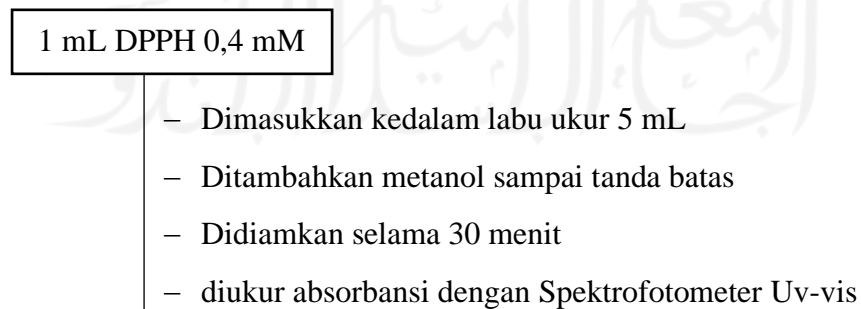 1 mL DPPH 0,4 mM
− Dimasukkan kedalam labu ukur 5 mL
− Ditambahkan metanol sampai tanda batas
− Didiamkan selama 30 menit
− diukur absorbansi dengan Spektrofotometer Uv-vis